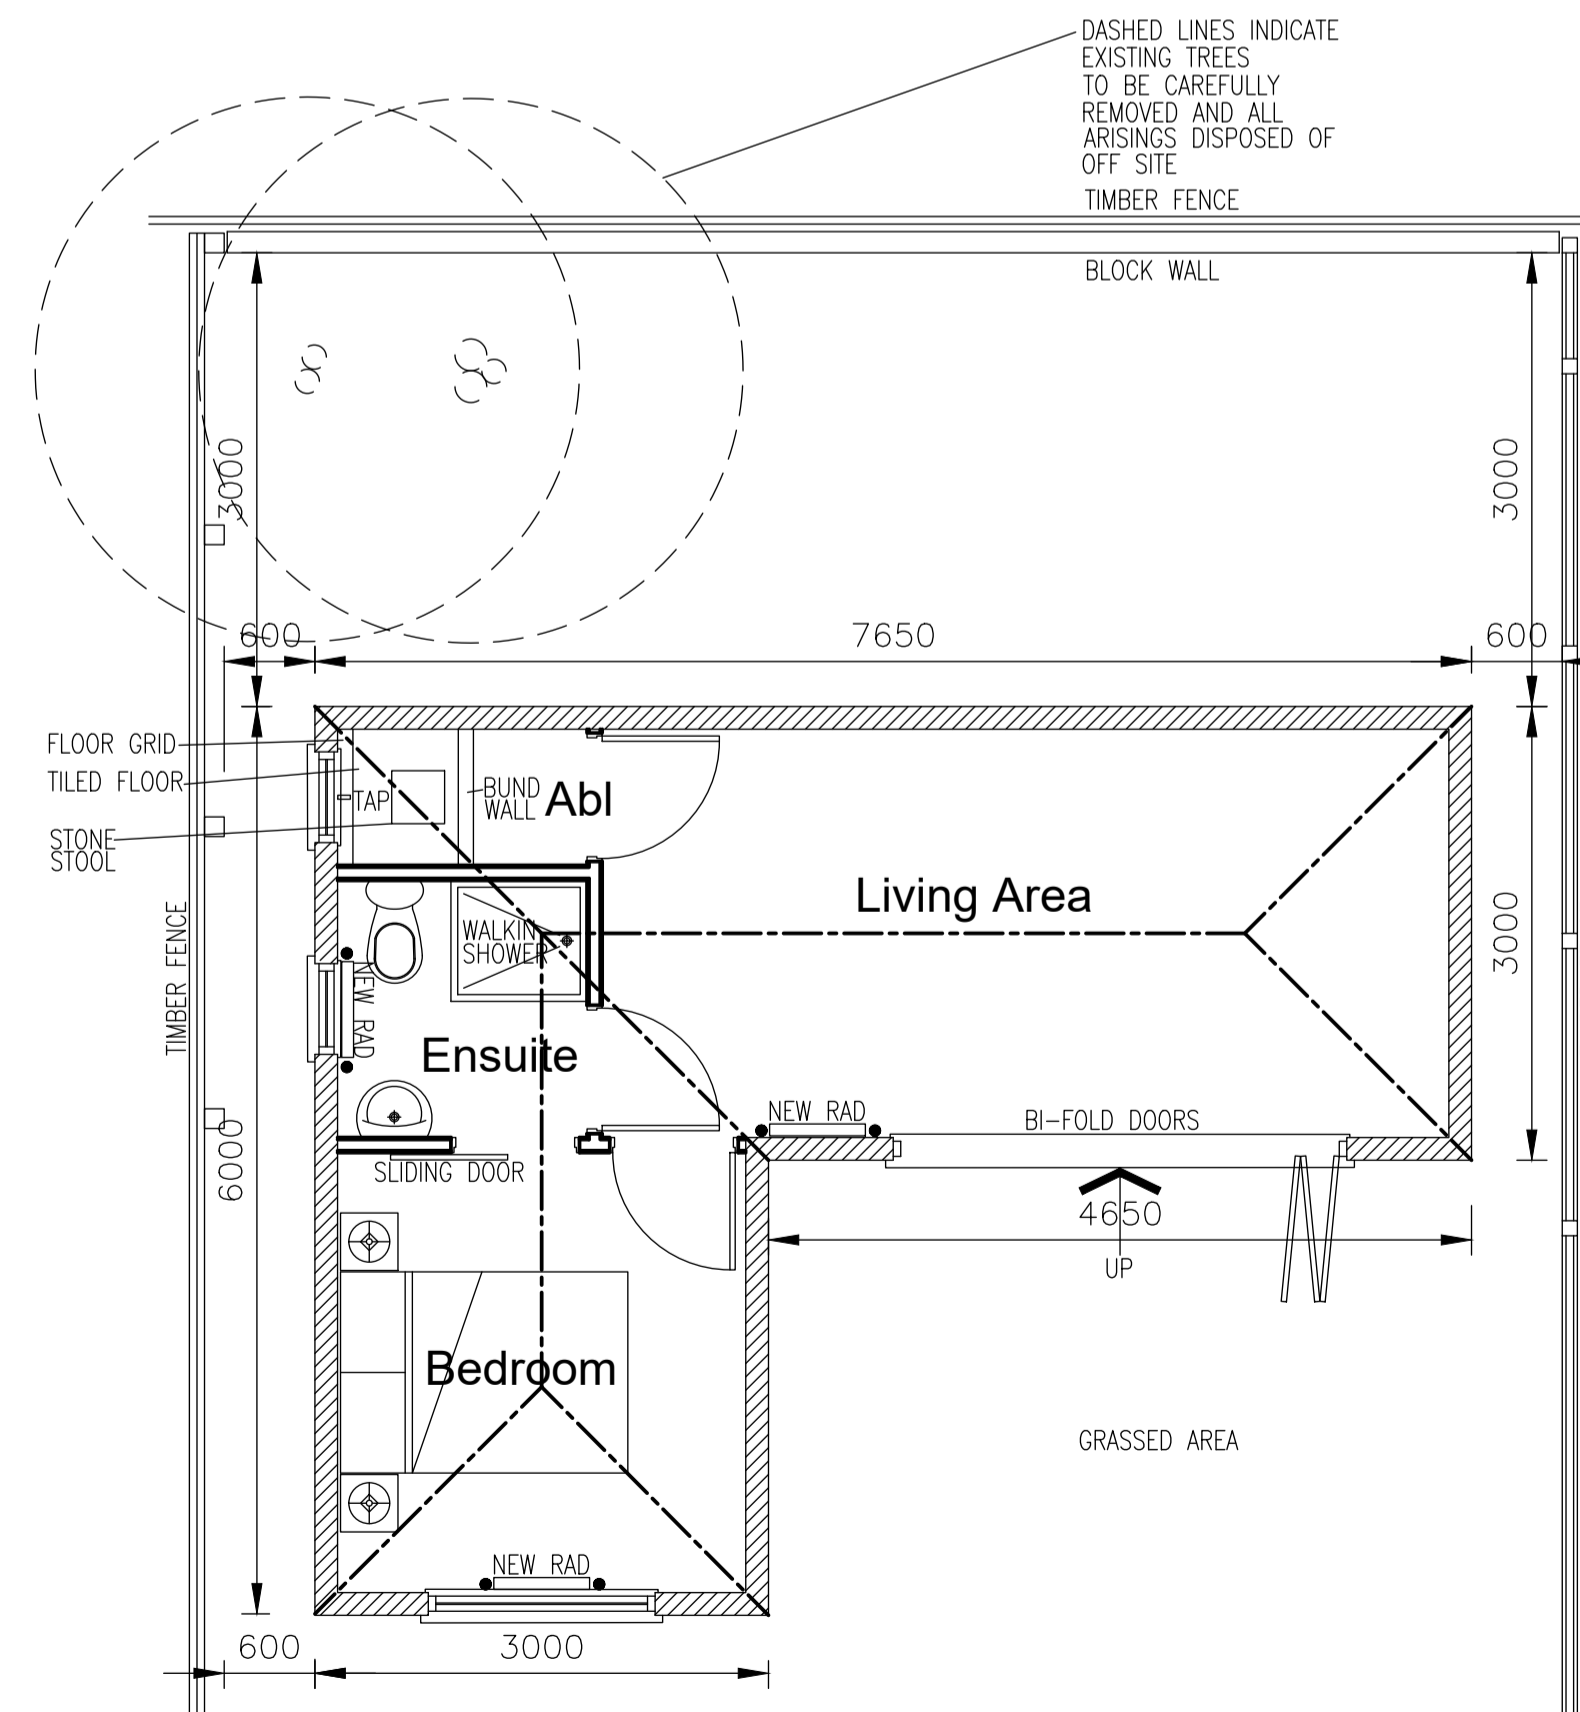 DASHED LINES INDICATE
EXISTING TREES
TO BE CAREFULLY
REMOVED AND ALL
ARISINGS DISPOSED OF
OFF SITE
TIMBER FENCE
BLOCK WALL
3000
3000
600
7650
600
FLOOR GRID
TILED FLOOR
STONE
STOOL
TAP
BUND
WALL
Abl
Living Area
3000
TIMBER FENCE
WALKIN
SHOWER
NEW RAD
Ensuite
NEW RAD
BI-FOLD DOORS
6000
SLIDING DOOR
4650
UP
Bedroom
GRASSED AREA
NEW RAD
600
3000